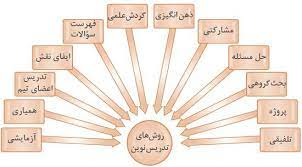 ذهن‌انگیزی
مشارکتی
حل مسئله
بحث گروهی
پروژه
تلفیقی
گردش علمی
فهرست
سؤالات
ایفای نقش
تدریس
اعضای تیم
همیاری
آزمایشی
روش‌های
تدریس نوین